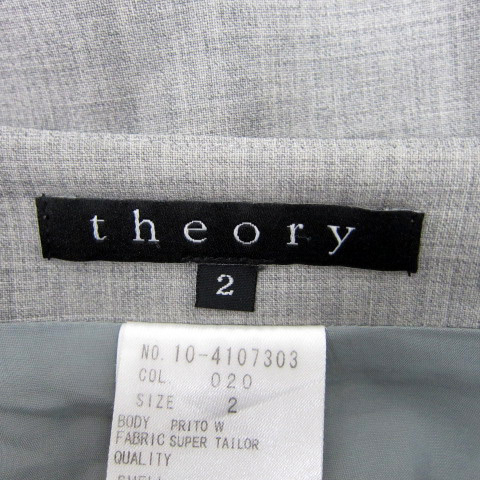 theory
2
NO. 10-4107303
COL. 020
SIZE 2
BODY PRITO W
FABRIC SUPER TAILOR
QUALITY